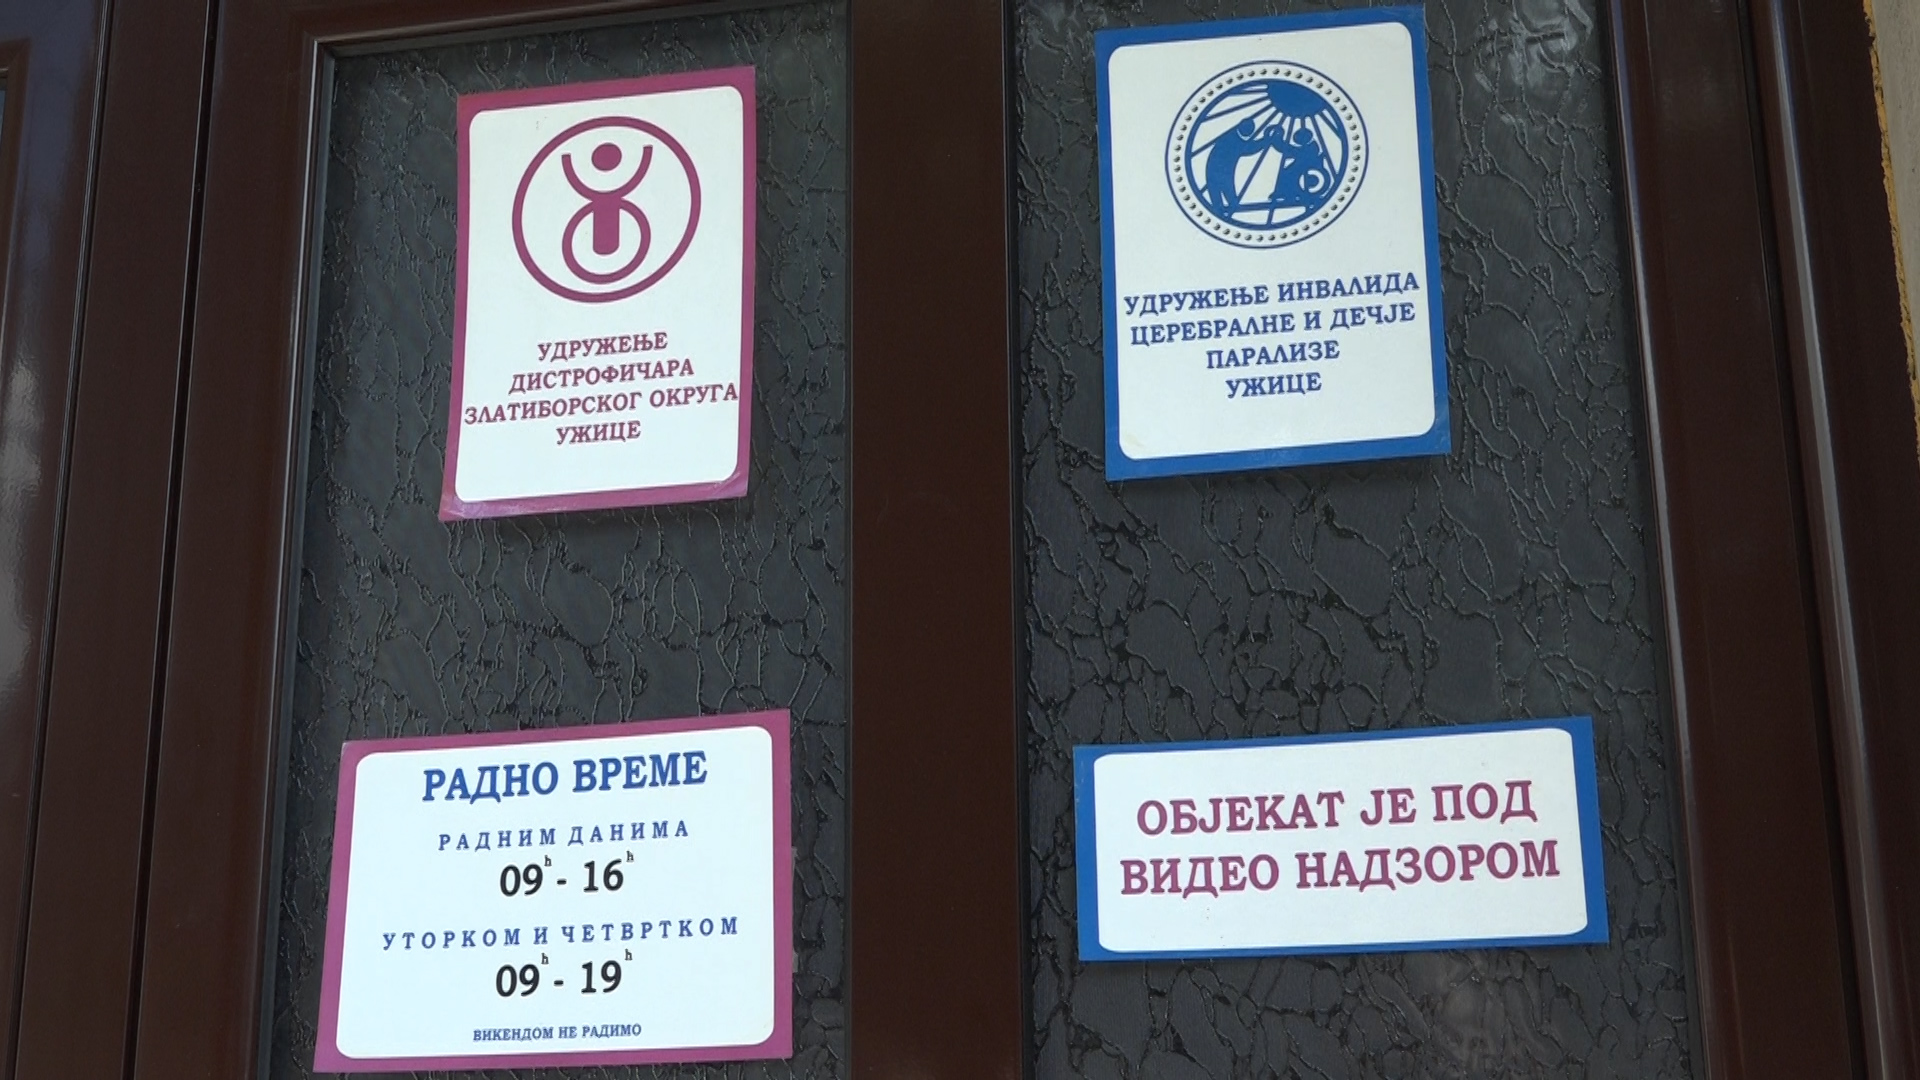 УДРУЖЕЊЕ
ДИСТРОФИЧАРА
ЗЛАТИБОРСКОГ ОКРУГА
УЖИЦЕ
УДРУЖЕЊЕ ИНВАЛИДА
ЦЕРЕБРАЛНЕ И ДЕЧЈЕ
ПАРАЛИЗЕ
УЖИЦЕ
РАДНО ВРЕМЕ
РАДНИМ ДАНИМА
09h - 16h
УТОРКОМ И ЧЕТВРТКОМ
09h - 19h
ВИКЕНДОМ НЕ РАДИМО
ОБЈЕКАТ ЈЕ ПОД
ВИДЕО НАДЗОРОМ